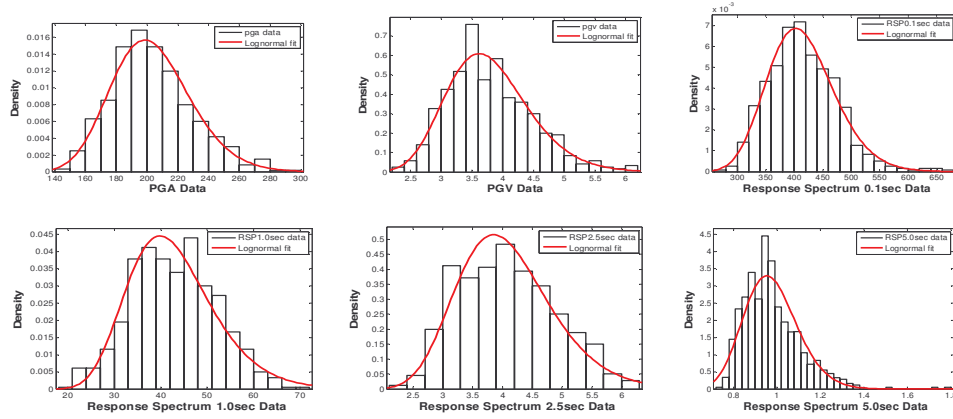 0.016
0.014
0.012
0.01
0.008
0.006
0.004
0.002
Density
140 160 180 200 220 240 260 280 300
PGA Data
pga data
Lognormal fit
0.7
0.6
0.5
0.4
0.3
0.2
0.1
0
Density
2.5 3 3.5 4 4.5 5 5.5 6
PGV Data
pgv data
Lognormal fit
7
6
5
4
3
2
1
0
Density
300 350 400 450 500 550 600 650
Response Spectrum 0.1sec Data
RSP0.1sec data
Lognormal fit
0.045
0.04
0.035
0.03
0.025
0.02
0.015
0.01
0.005
0
Density
20 30 40 50 60 70
Response Spectrum 1.0sec Data
RSP1.0sec data
Lognormal fit
0.5
0.45
0.4
0.35
0.3
0.25
0.2
0.15
0.1
0.05
0
Density
2.5 3 3.5 4 4.5 5 5.5 6
Response Spectrum 2.5sec Data
RSP2.5sec data
Lognormal fit
4.5
4
3.5
3
2.5
2
1.5
1
0.5
0
Density
0.8 1 1.2 1.4 1.6 1.8
Response Spectrum 5.0sec Data
RSP5.0sec data
Lognormal fit